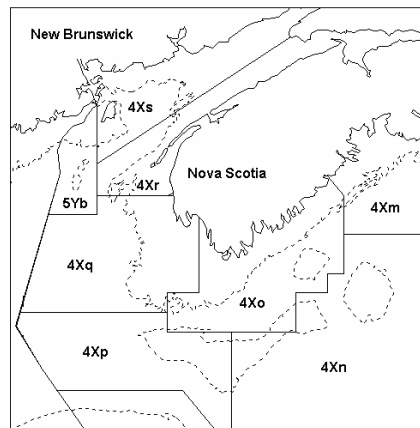 New Brunswick
4Xs
Nova Scotia
4Xr
5Yb
4Xm
4Xq
4Xo
4Xp
4Xn